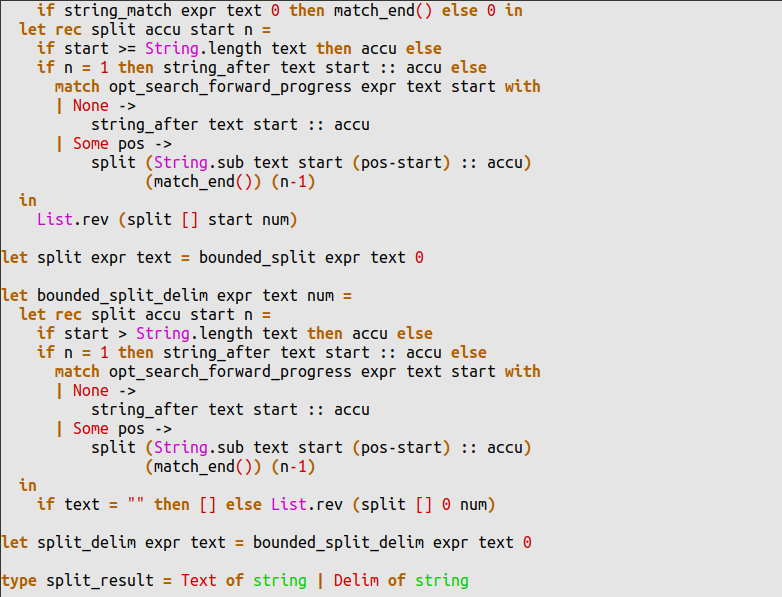 if string_match expr text 0 then match_end() else 0 in
let rec split accu start n =
if start >= String.length text then accu else
if n = 1 then string_after text start :: accu else
match opt_search_forward_progress expr text start with
| None ->
string_after text start :: accu
| Some pos ->
split (String.sub text start (pos-start) :: accu)
(match_end()) (n-1)
in
List.rev (split [] start num)
let split expr text = bounded_split expr text 0
let bounded_split_delim expr text num =
let rec split accu start n =
if start > String.length text then accu else
if n = 1 then string_after text start :: accu else
match opt_search_forward_progress expr text start with
| None ->
string_after text start :: accu
| Some pos ->
split (String.sub text start (pos-start) :: accu)
(match_end()) (n-1)
in
if text = "" then [] else List.rev (split [] 0 num)
let split_delim expr text = bounded_split_delim expr text 0
type split_result = Text of string | Delim of string